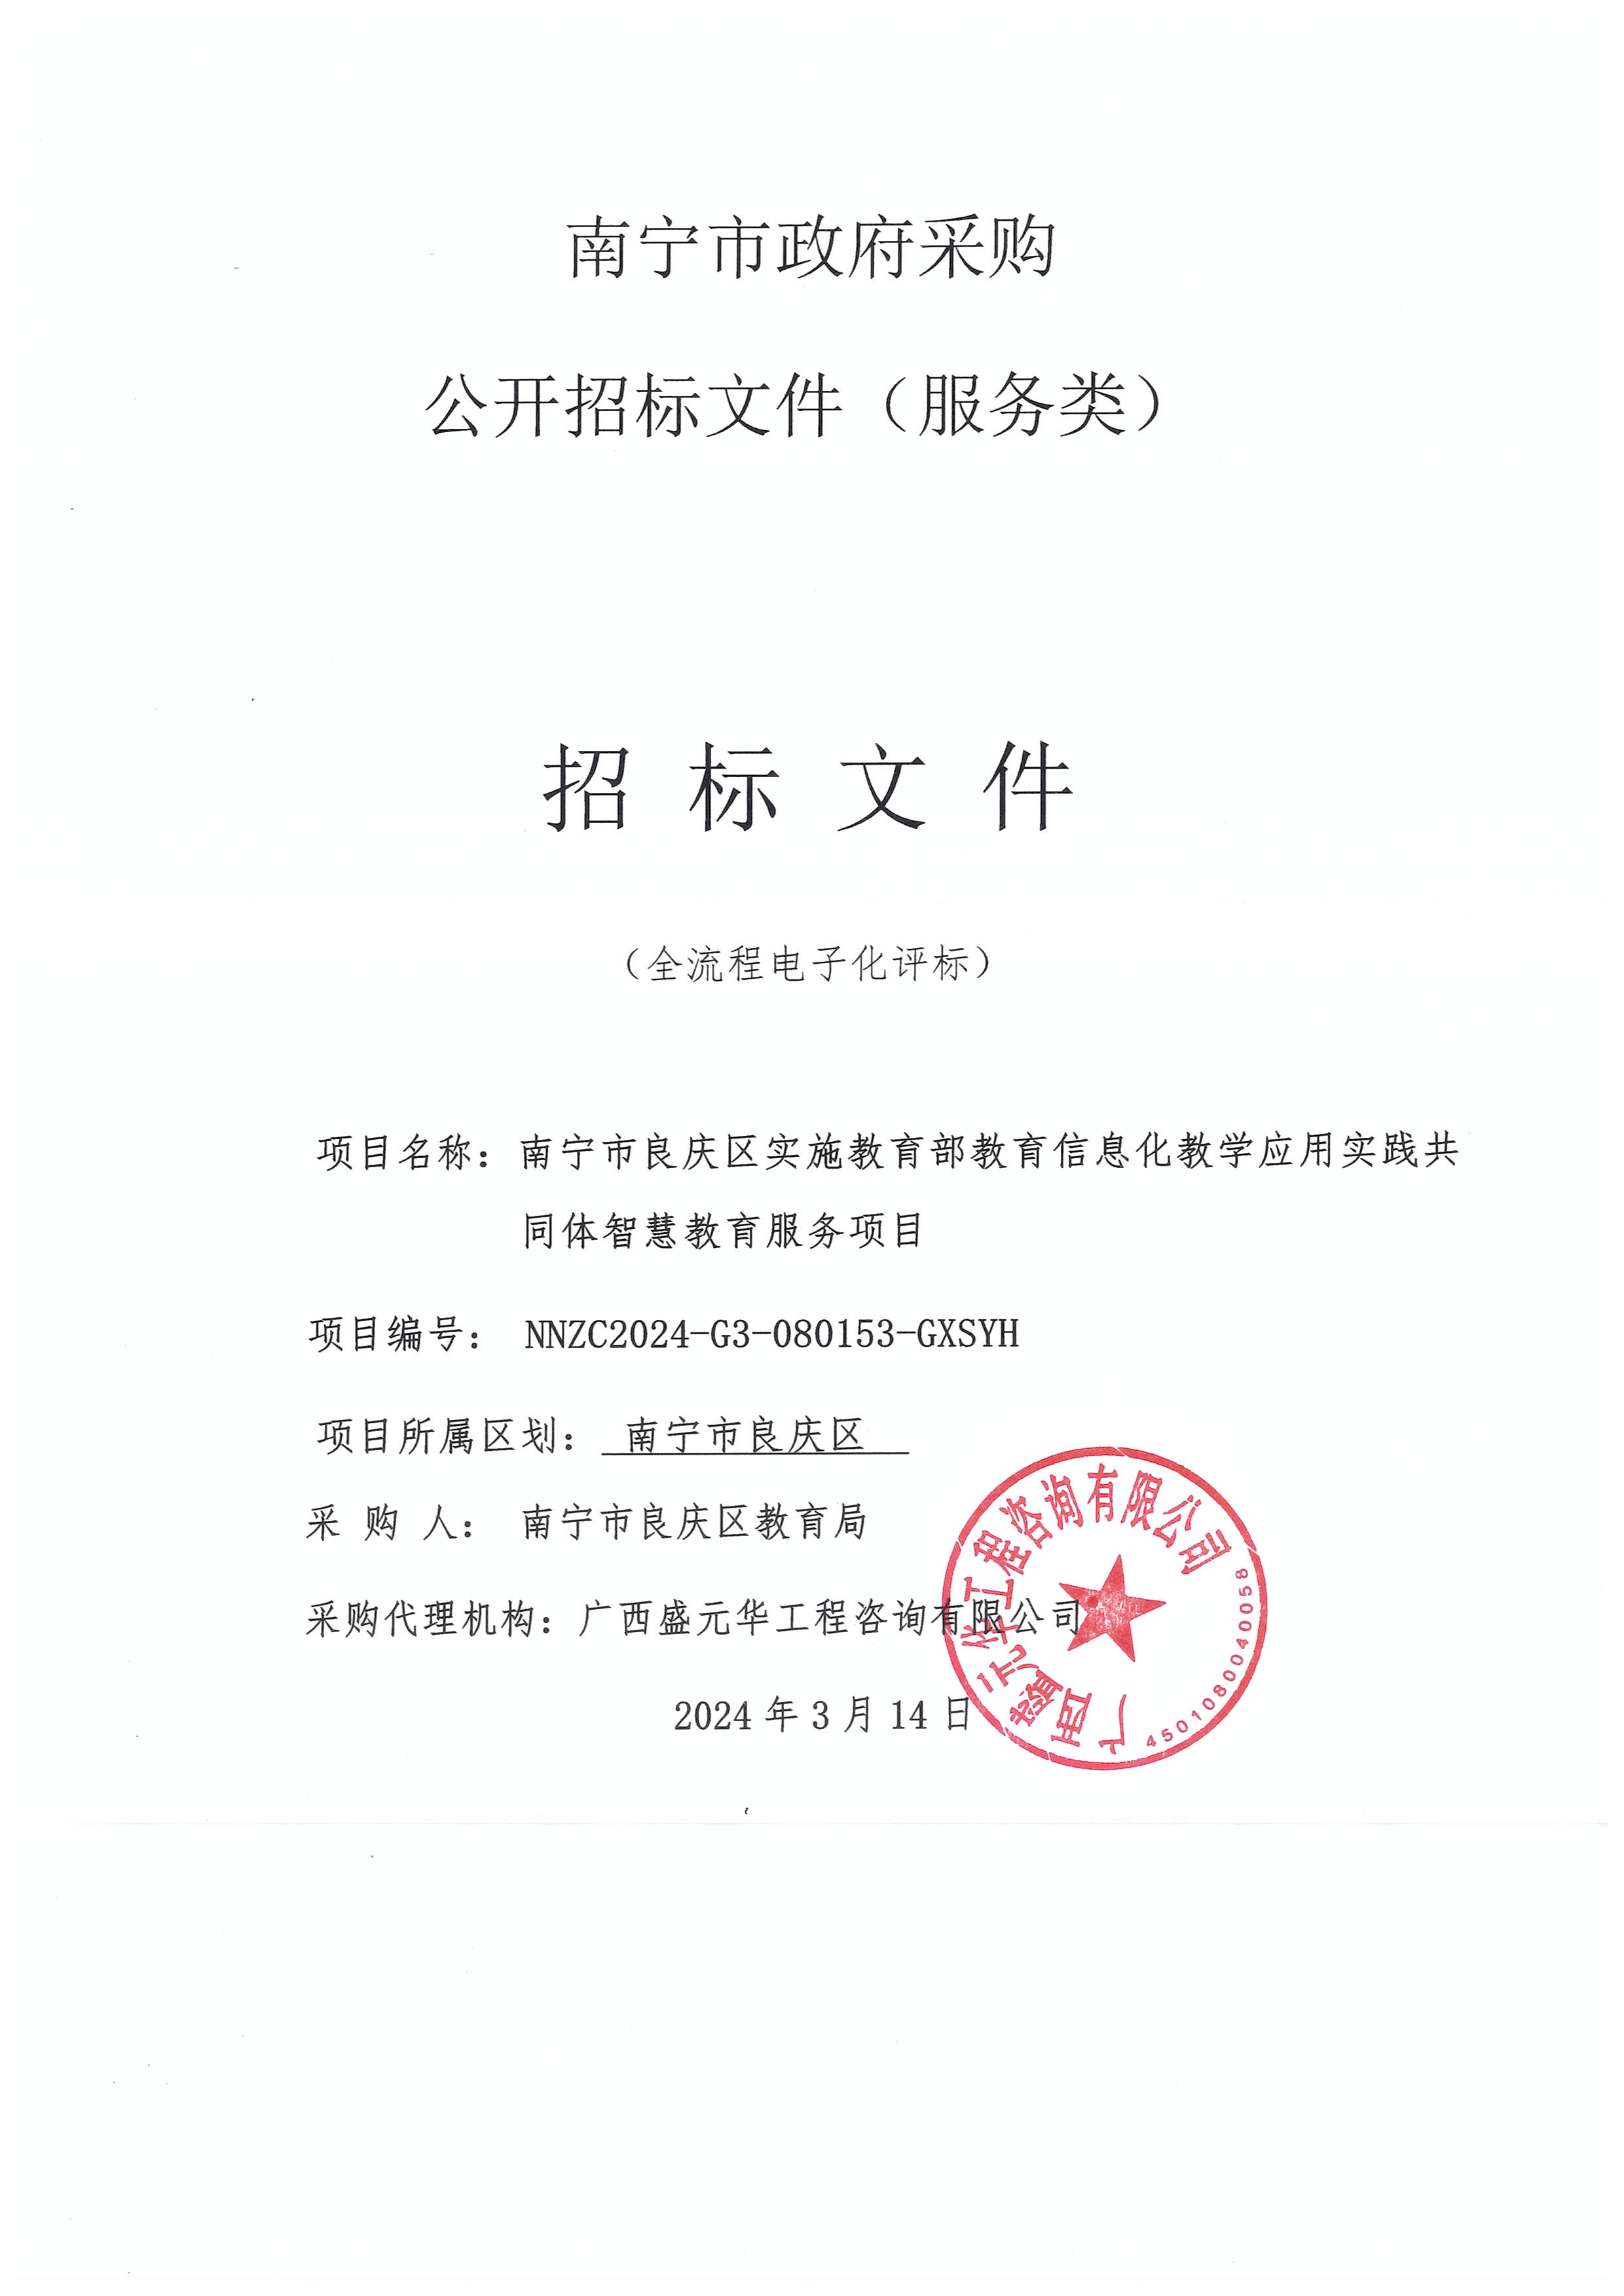 南宁市政府采购
公开招标文件（服务类）
招 标 文 件
（全流程电子化评标）
项目名称：南宁市良庆区实施教育部教育信息化教学应用实践共
同体智慧教育服务项目
项目编号： NNZC2024-G3-080153-GXSYH
项目所属区划： 南宁市良庆区
采 购 人： 南宁市良庆区教育局
采购代理机构：广西盛元华工程咨询有限公司
2024 年 3 月 14 日
广西盛元华工程咨询有限公司
4501080040058